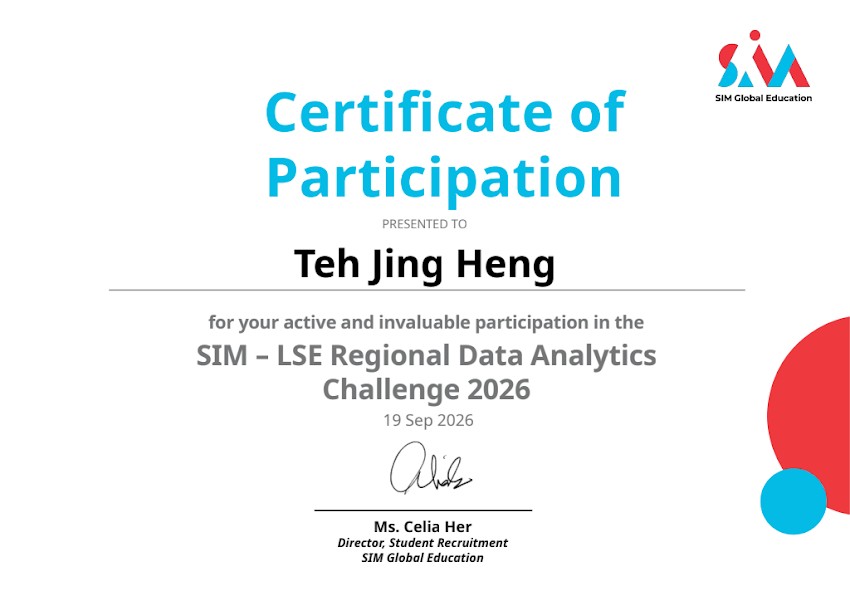 SIM Global Education
Certificate of
Participation
PRESENTED TO
Teh Jing Heng
for your active and invaluable participation in the
SIM – LSE Regional Data Analytics
Challenge 2026
19 Sep 2026
Ms. Celia Her
Director, Student Recruitment
SIM Global Education